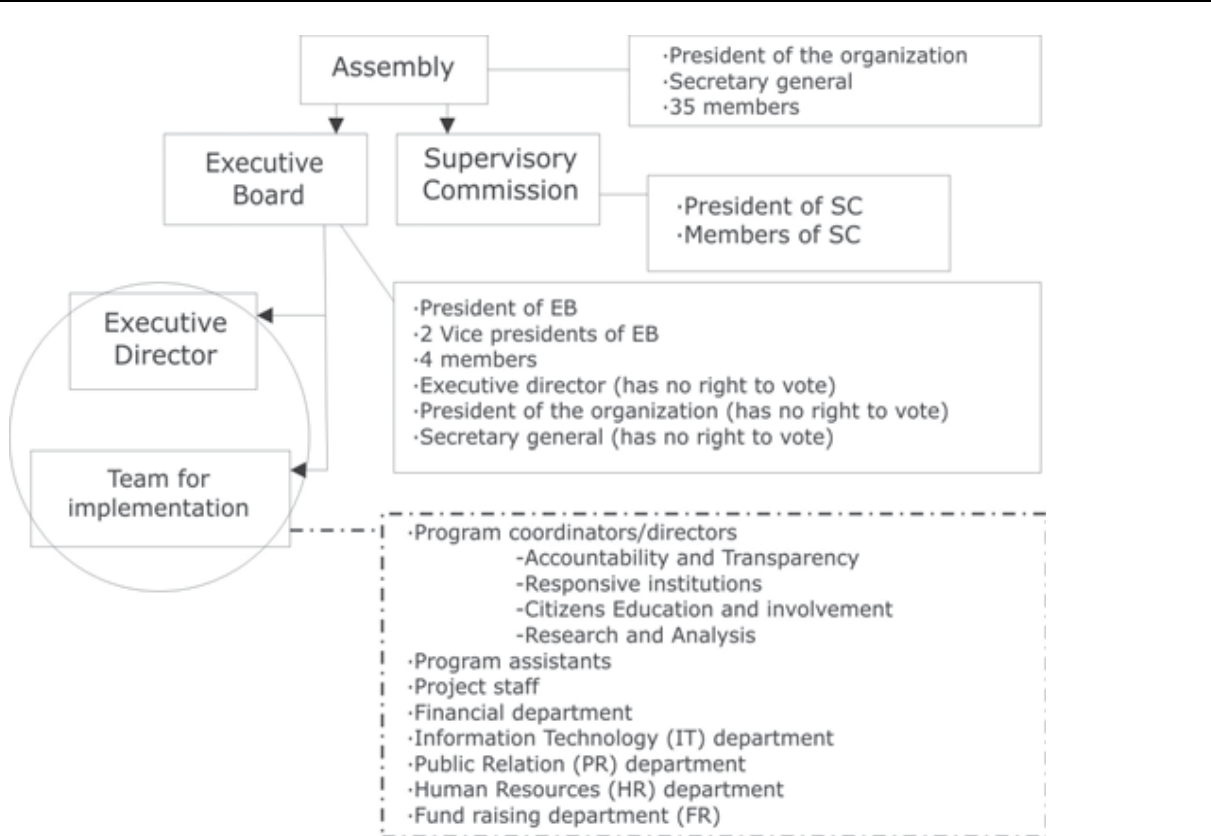 Assembly
·President of the organization
·Secretary general
·35 members
Executive
Board
Supervisory
Commission
·President of SC
·Members of SC
Executive
Director
·President of EB
·2 Vice presidents of EB
·4 members
·Executive director (has no right to vote)
·President of the organization (has no right to vote)
·Secretary general (has no right to vote)
Team for
implementation
·Program coordinators/directors
-Accountability and Transparency
-Responsive institutions
-Citizens Education and involvement
-Research and Analysis
·Program assistants
·Project staff
·Financial department
·Information Technology (IT) department
·Public Relation (PR) department
·Human Resources (HR) department
·Fund raising department (FR)